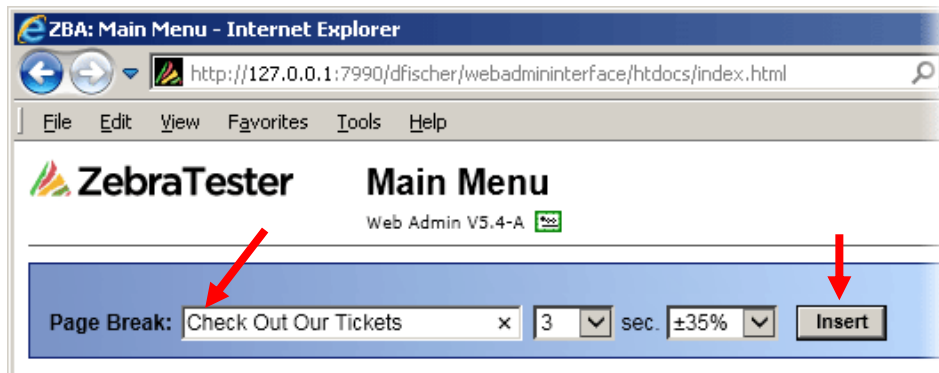 ZBA: Main Menu - Internet Explorer
http://127.0.0.1:7990/dfischer/webadmininterface/htdocs/index.html
File Edit View Favorites Tools Help
ZebraTester Main Menu
Web Admin V5.4-A
Page Break: Check Out Our Tickets × 3 sec. ±35% Insert